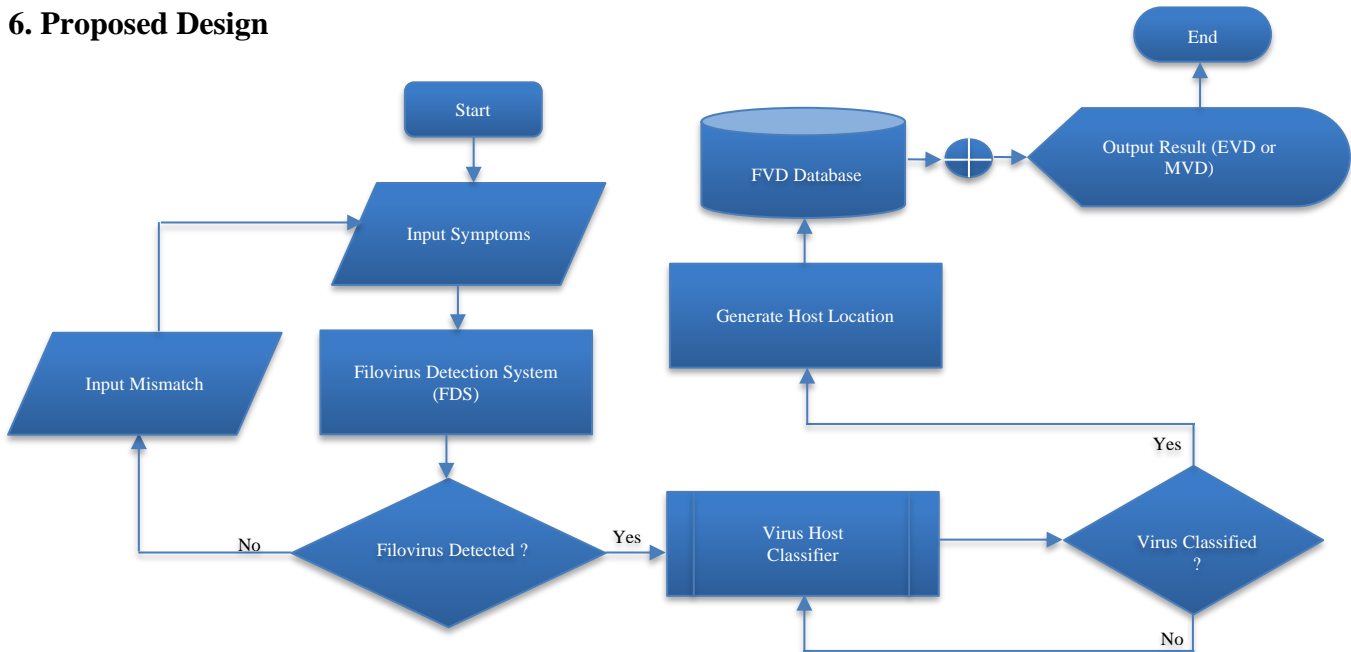 6. Proposed Design
Start
Input Symptoms
Filovirus Detection System
(FDS)
Input Mismatch
Filovirus Detected ?
No
Yes
Virus Host
Classifier
Virus Classified
?
No
Yes
Generate Host Location
FVD Database
Output Result (EVD or
MVD)
End